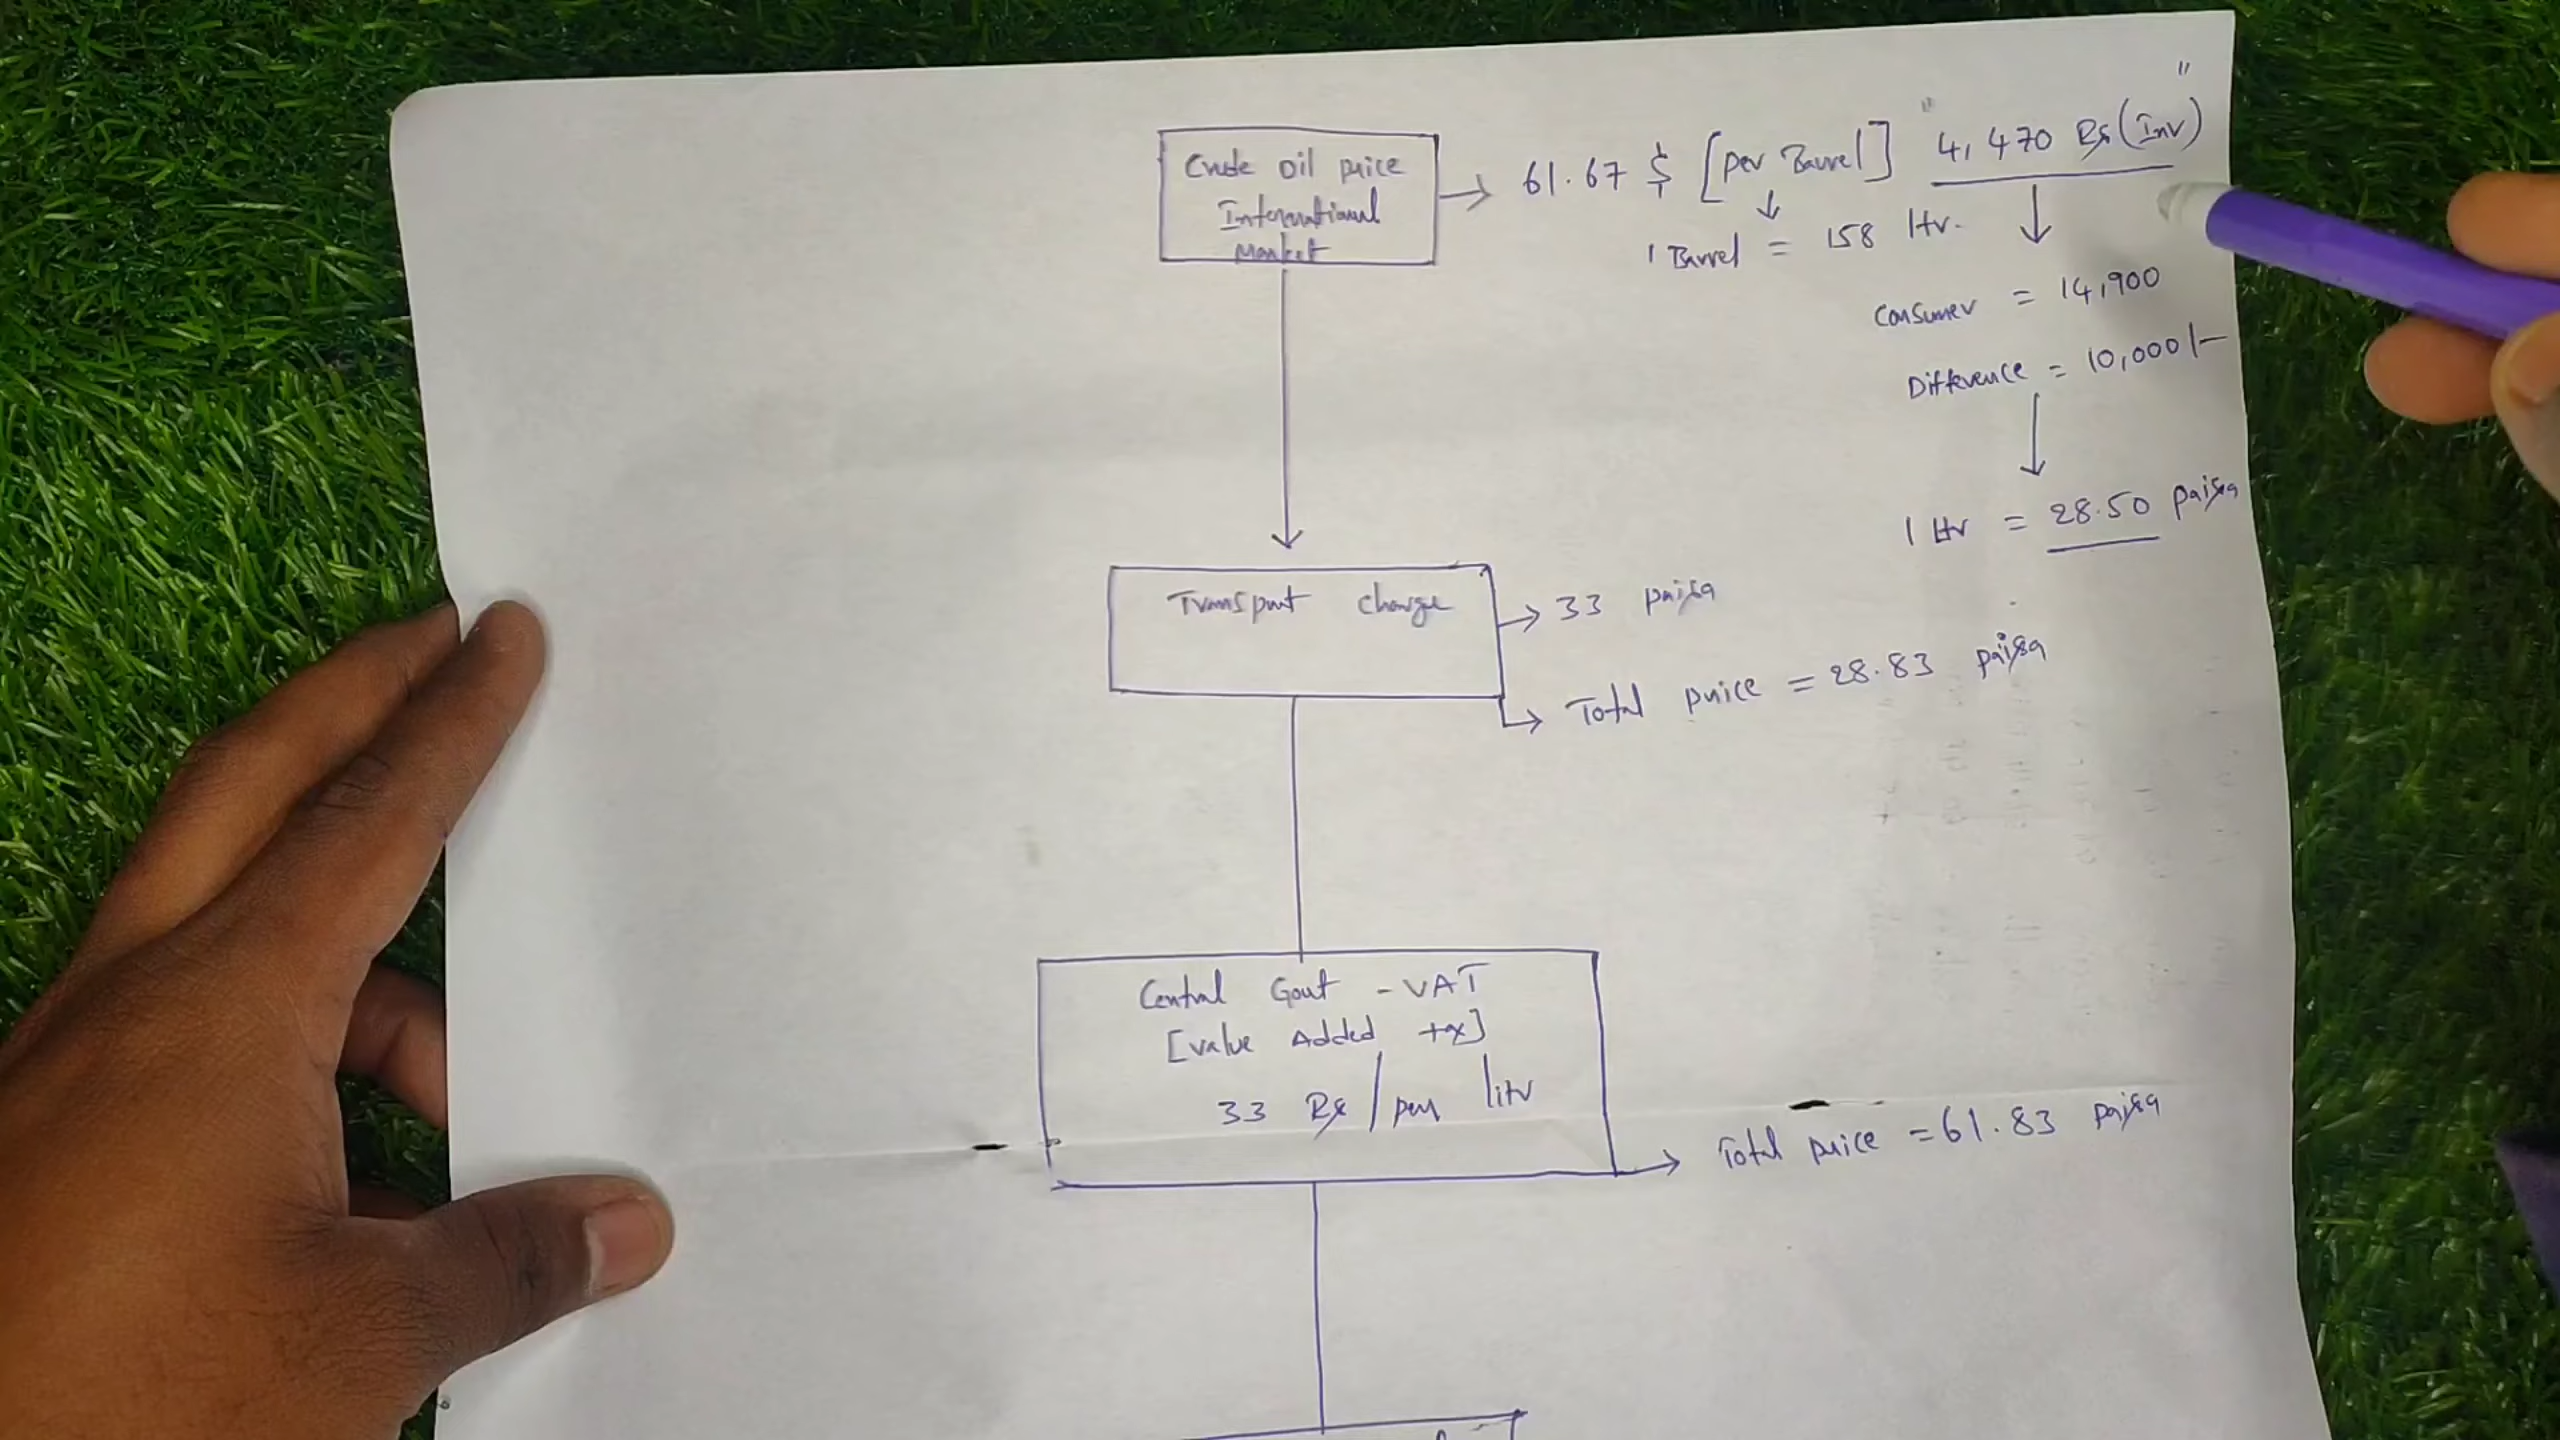 Crude oil price
International
Market
61.67 $ [per Barrel] "4,470 Rs (Inv)"
1 Barrel = 158 ltr.
Consumer = 14,900
Difference = 10,000/-
1 ltr = 28.50 paisa
Transport charge
33 paisa
Total price = 28.83 paisa
Central Govt - VAT
[value Added tx]
33 Rs / per litr
Total price = 61.83 paisa